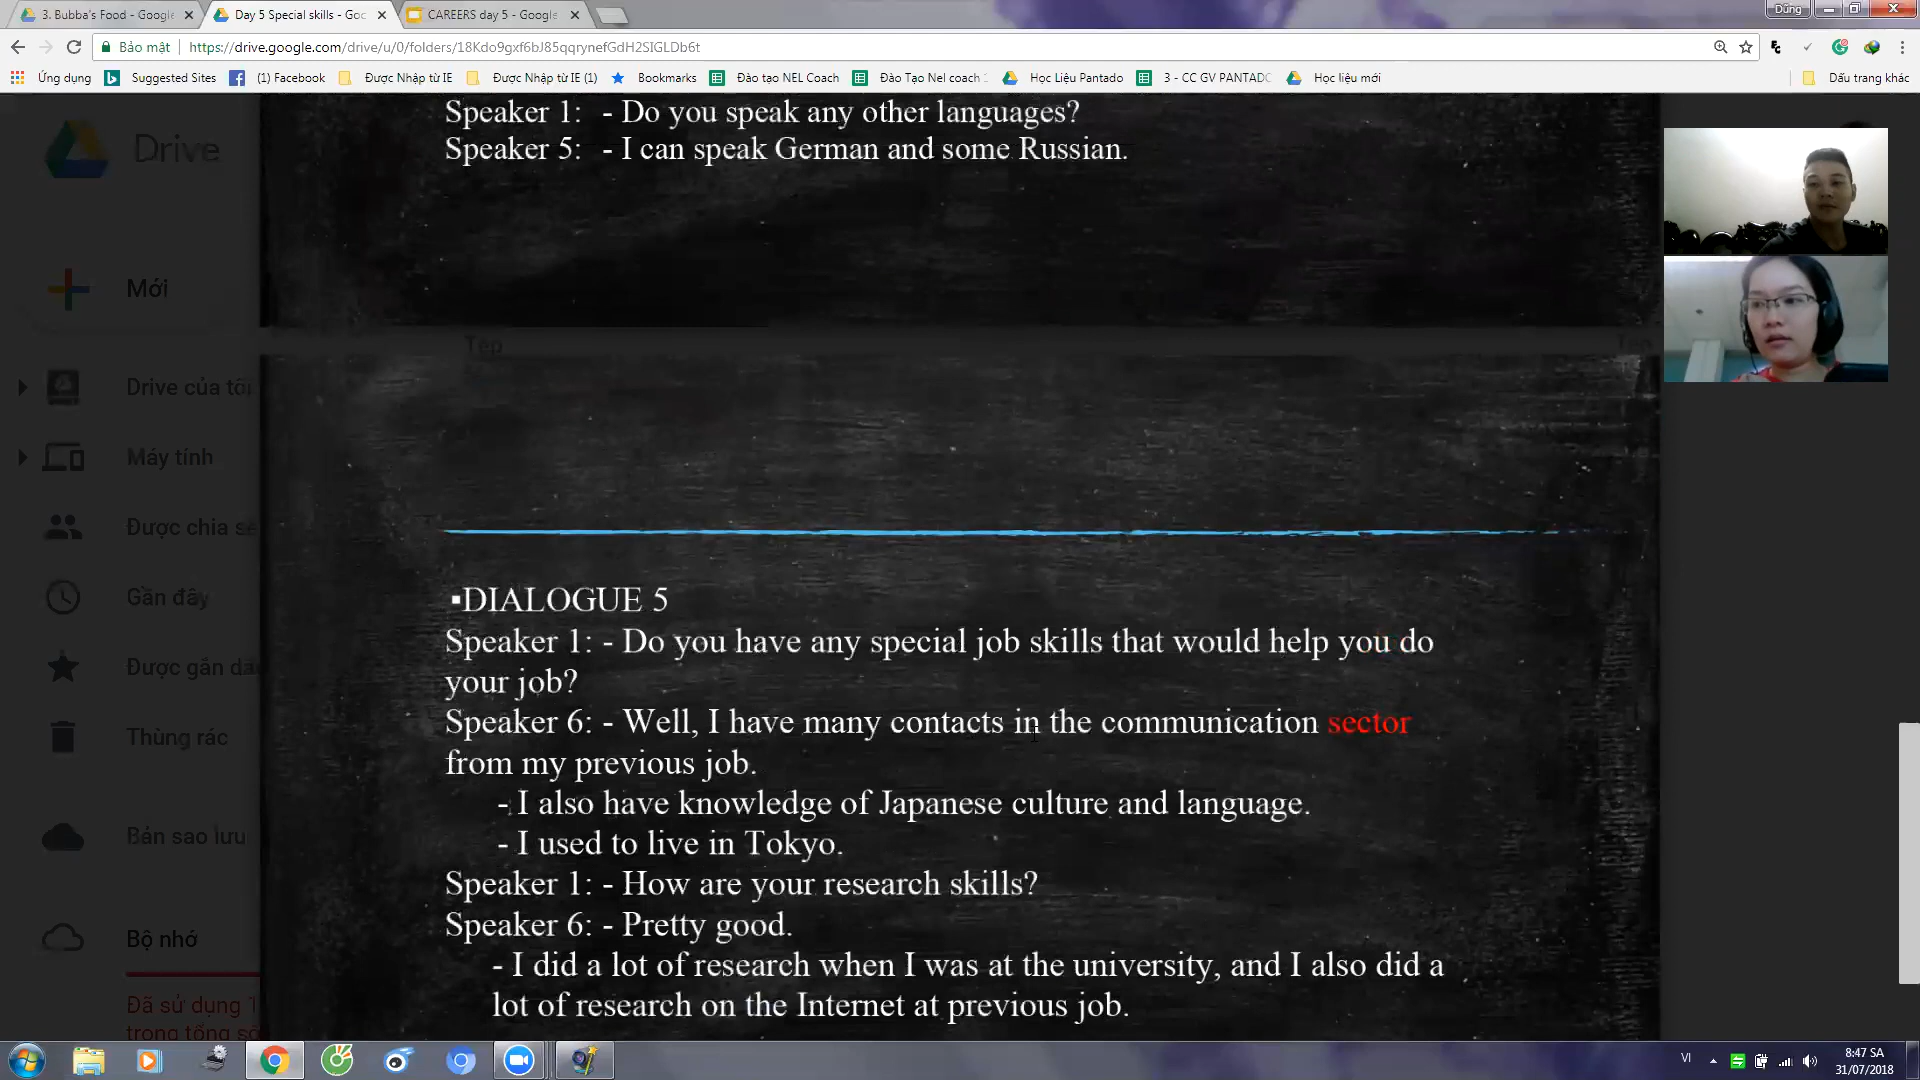 3. Bubba's Food - Google
Day 5 Special skills - Goo
CAREERS day 5 - Google
Dũng
Bảo mật
https://drive.google.com/drive/u/0/folders/18Kdo9gxf6bJ85qqrynefGdH2SIGLDb6t
Ứng dụng
Suggested Sites
(1) Facebook
Được Nhập từ IE
Được Nhập từ IE (1)
Bookmarks
Đào tạo NEL Coach
Đào Tạo Nel coach
Học Liệu Pantado
3 - CC GV PANTADO
Học liệu mới
Dấu trang khác
Drive
Mới
Tệp
Drive của tôi
Máy tính
Được chia sẻ
Gần đây
Được gắn dấu
Thùng rác
Bản sao lưu
Bộ nhớ
Đã sử dụng
trong tổng số
Speaker 1: - Do you speak any other languages?
Speaker 5: - I can speak German and some Russian.
▪DIALOGUE 5
Speaker 1: - Do you have any special job skills that would help you do
your job?
Speaker 6: - Well, I have many contacts in the communication sector
from my previous job.
- I also have knowledge of Japanese culture and language.
- I used to live in Tokyo.
Speaker 1: - How are your research skills?
Speaker 6: - Pretty good.
- I did a lot of research when I was at the university, and I also did a
lot of research on the Internet at previous job.
VI
8:47 SA
31/07/2018